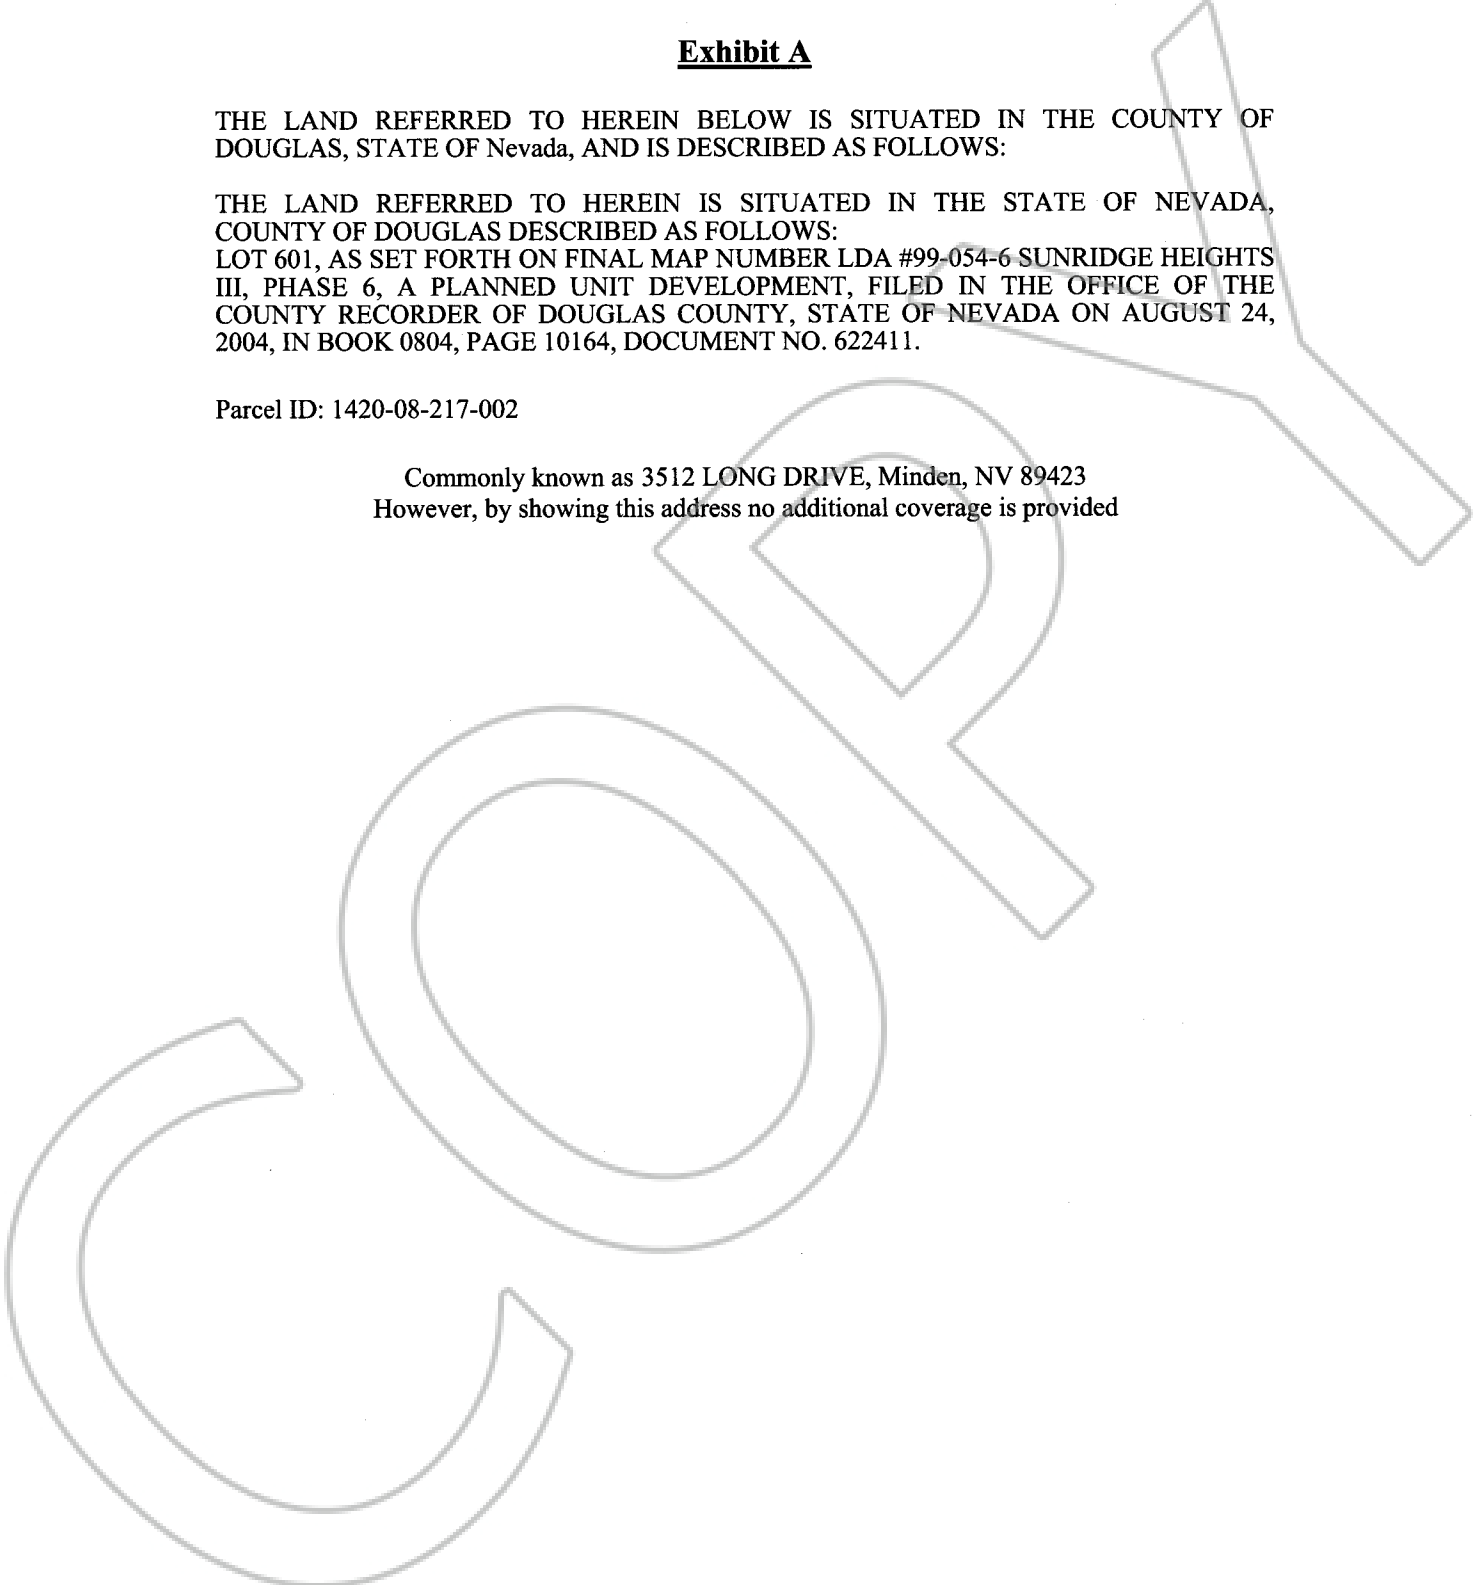 Exhibit A
THE LAND REFERRED TO HEREIN BELOW IS SITUATED IN THE COUNTY OF
DOUGLAS, STATE OF Nevada, AND IS DESCRIBED AS FOLLOWS:
THE LAND REFERRED TO HEREIN IS SITUATED IN THE STATE OF NEVADA,
COUNTY OF DOUGLAS DESCRIBED AS FOLLOWS:
LOT 601, AS SET FORTH ON FINAL MAP NUMBER LDA #99-054-6 SUNRIDGE HEIGHTS
III, PHASE 6, A PLANNED UNIT DEVELOPMENT, FILED IN THE OFFICE OF THE
COUNTY RECORDER OF DOUGLAS COUNTY, STATE OF NEVADA ON AUGUST 24,
2004, IN BOOK 0804, PAGE 10164, DOCUMENT NO. 622411.
Parcel ID: 1420-08-217-002
Commonly known as 3512 LONG DRIVE, Minden, NV 89423
However, by showing this address no additional coverage is provided
COPY